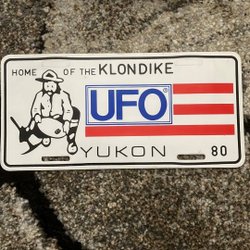 HOME OF THE KLONDIKE
UFO®
YUKON 80